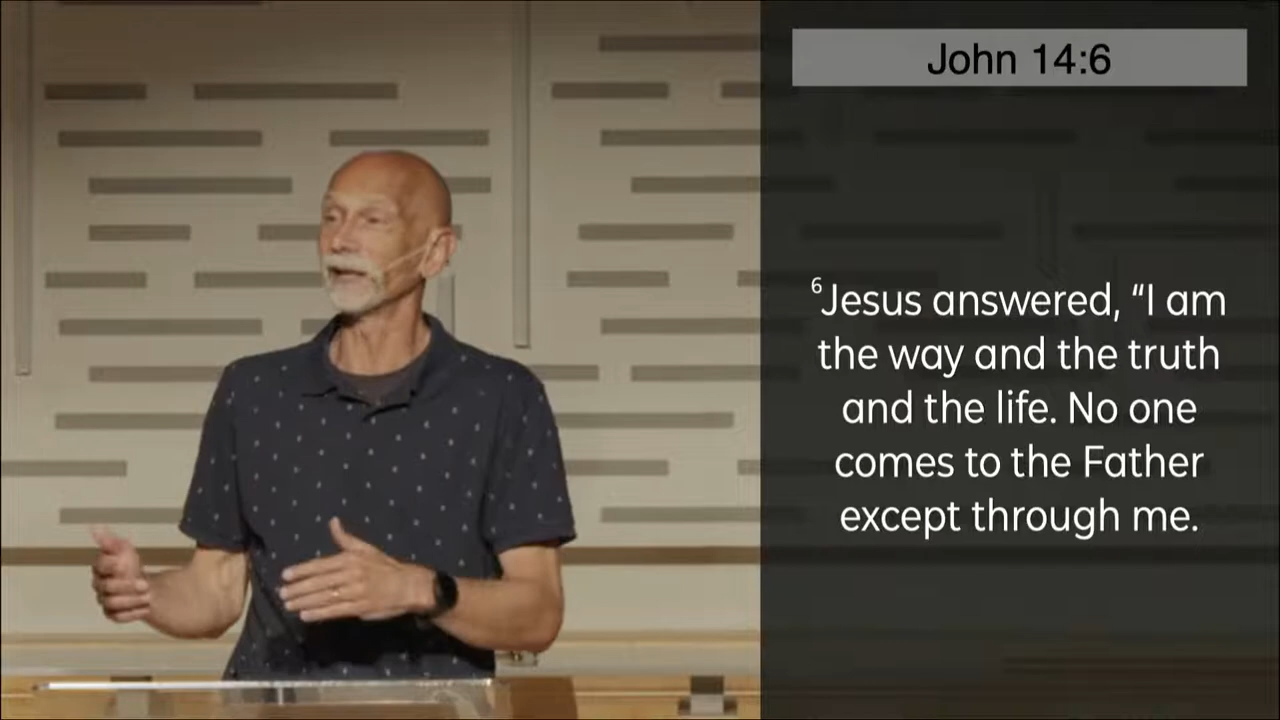 John 14:6
6Jesus answered, “I am
the way and the truth
and the life. No one
comes to the Father
except through me.